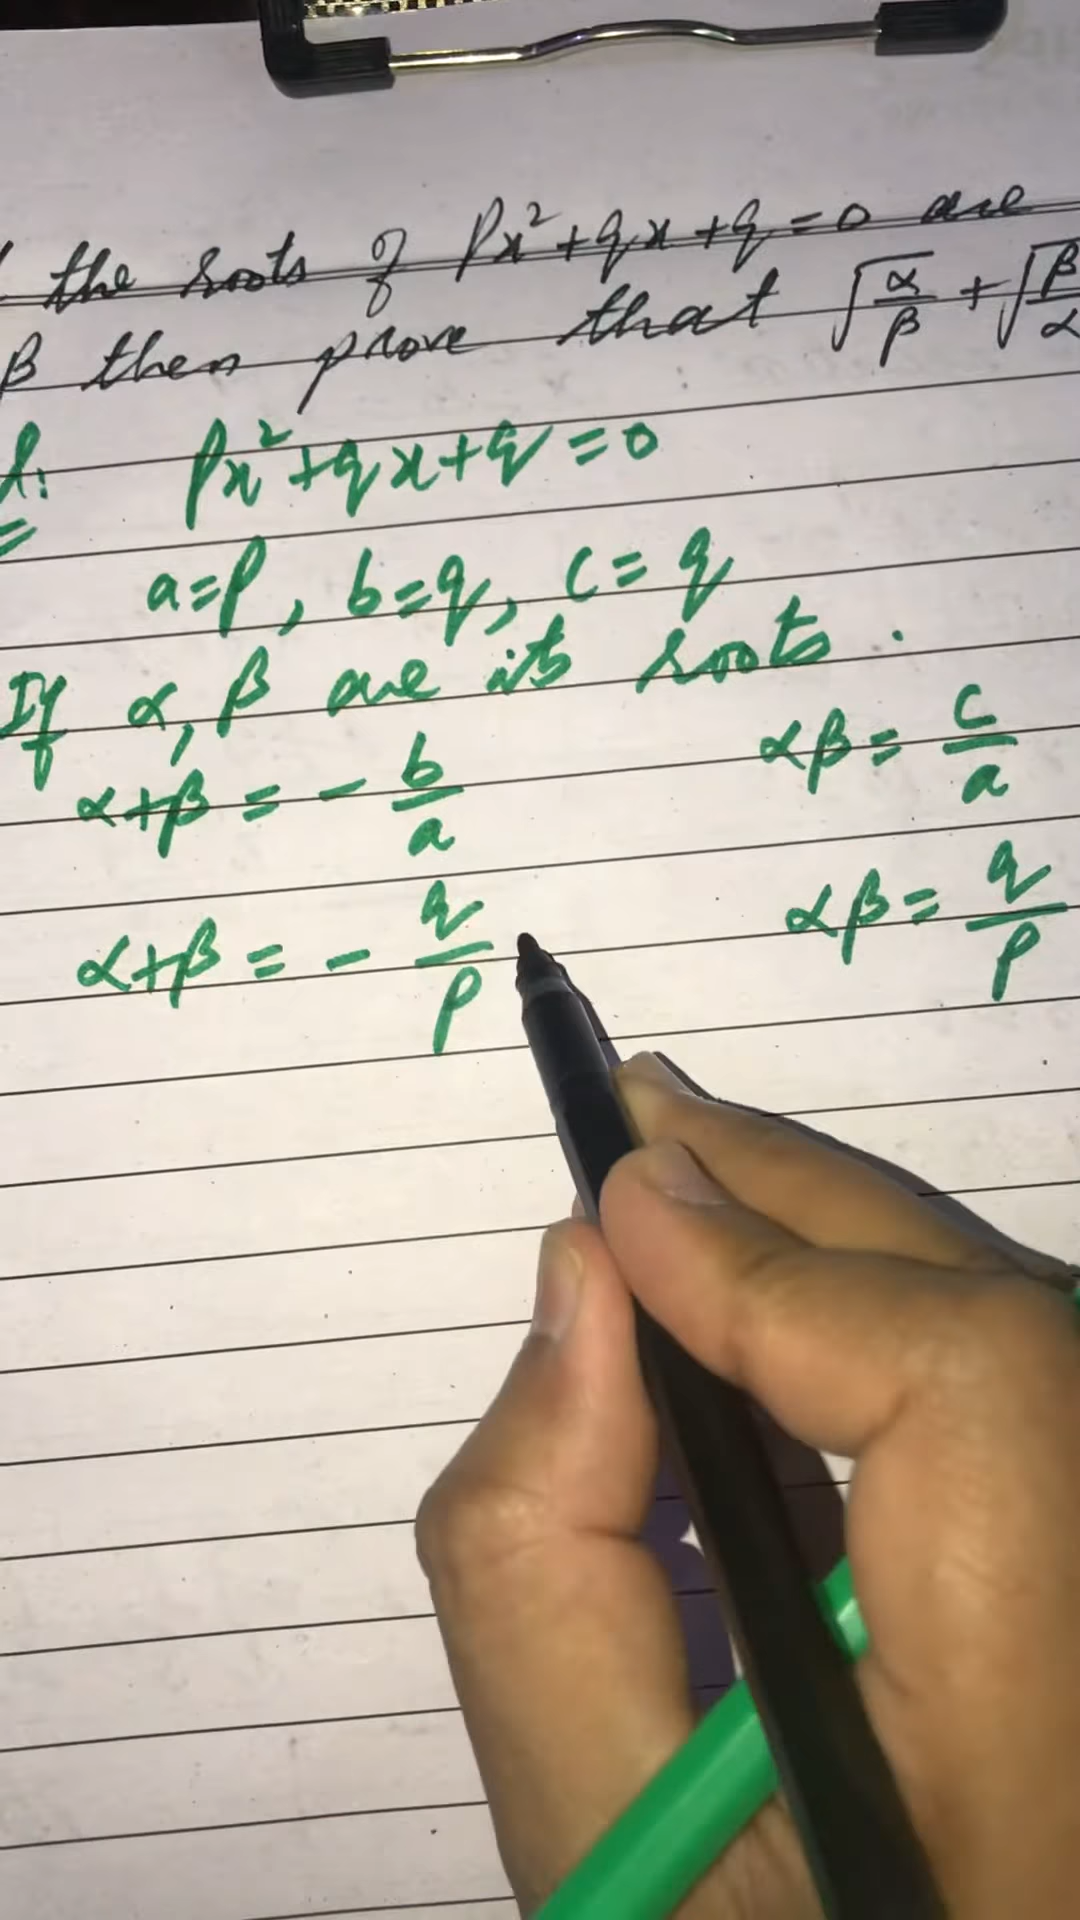 the roots of px²+qx+q=0 are
β then prove that √α/β + √β/α
px²+qx+q=0
a=p, b=q, c=q
If α, β are its roots.
α+β = - b/a αβ = c/a
α+β = - q/p αβ = q/p